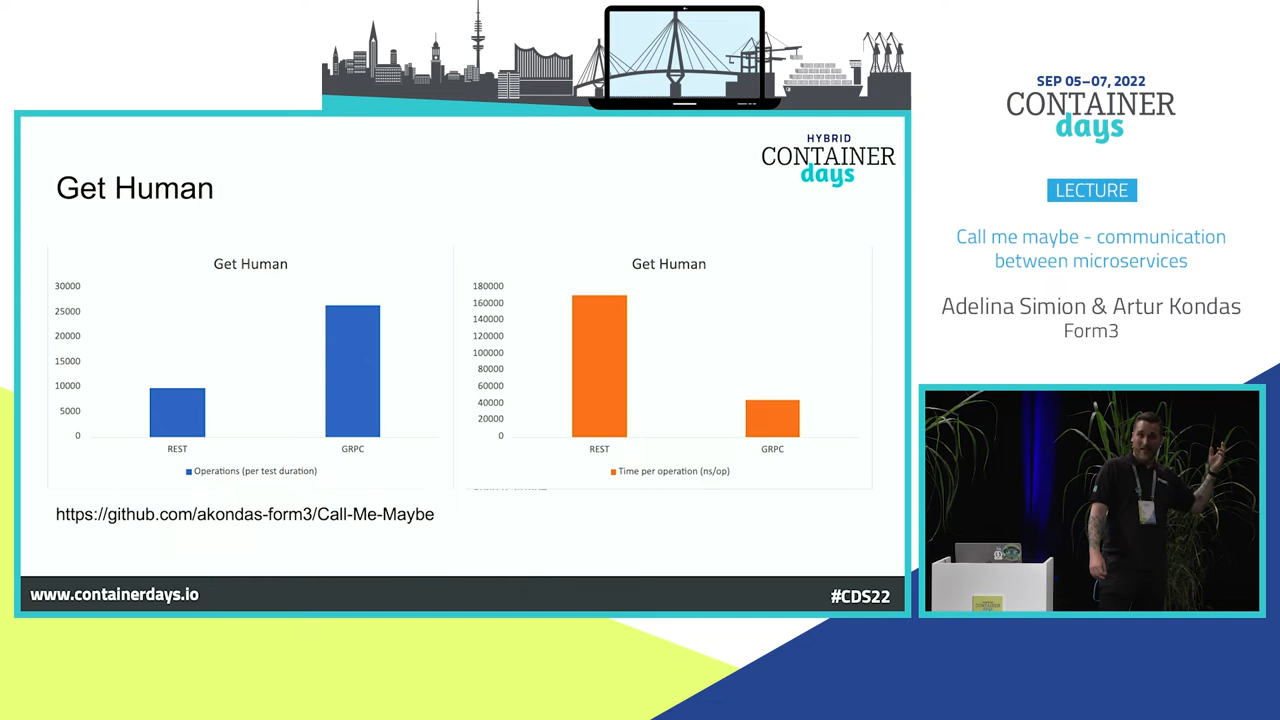 SEP 05–07, 2022
CONTAINER
days
LECTURE
Call me maybe - communication
between microservices
Adelina Simion & Artur Kondas
Form3
HYBRID
CONTAINER
days
Get Human
Get Human
30000
25000
20000
15000
10000
5000
0
REST
GRPC
Operations (per test duration)
Get Human
180000
160000
140000
120000
100000
80000
60000
40000
20000
0
REST
GRPC
Time per operation (ns/op)
https://github.com/akondas-form3/Call-Me-Maybe
www.containerdays.io
#CDS22
CONTAINER
days